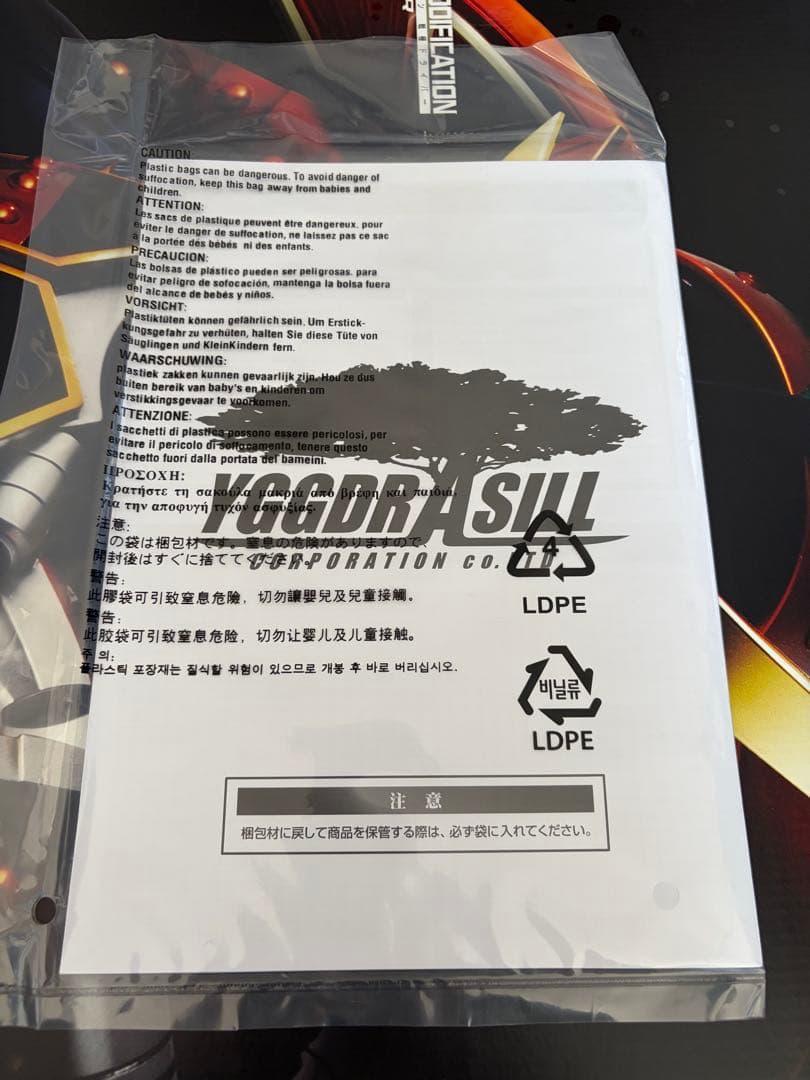 ODIFICATION
ン 戦極ドライバー
CAUTION:
Plastic bags can be dangerous. To avoid danger of
suffocation, keep this bag away from babies and
children.
ATTENTION:
Les sacs de plastique peuvent être dangereux. pour
éviter le danger de suffocation, ne laissez pas ce sac
à la portée des bébés ni des enfants.
PRECAUCION:
Las bolsas de plástico pueden ser peligrosas. para
evitar peligro de sofocación, mantenga la bolsa fuera
del alcance de bebés y niños.
VORSICHT:
Plastiktüten können gefährlich sein. Um Erstick-
kungsgefahr zu verhüten, halten Sie diese Tüte von
Säuglingen und KleinKindern fern.
WAARSCHUWING:
plastiek zakken kunnen gevaarlijk zijn. Hou ze dus
buiten bereik van baby's en kinderen om
verstikkingsgevaar te voorkomen.
ATTENZIONE:
I sacchetti di plastica possono essere pericolosi, per
evitare il pericolo di soffocamento, tenere questo
sacchetto fuori dalla portata dei bameini.
ΠΡΟΣΟΧΗ:
Κρατήστε τη σακούλα μακριά από βρέφη και παιδιά,
για την αποφυγή τυχόν ασφυξίας.
注意:
この袋は梱包材です。窒息の危険がありますので、
開封後はすぐに捨ててください。
警告:
此膠袋可引致窒息危險，切勿讓嬰兒及兒童接觸。
警告:
此胶袋可引致窒息危险，切勿让婴儿及儿童接触。
주 의:
플라스틱 포장재는 질식할 위험이 있으므로 개봉 후 바로 버리십시오.
YGGDRASILL
CORPORATION CO. LTD
4
LDPE
비닐류
LDPE
注 意
梱包材に戻して商品を保管する際は、必ず袋に入れてください。